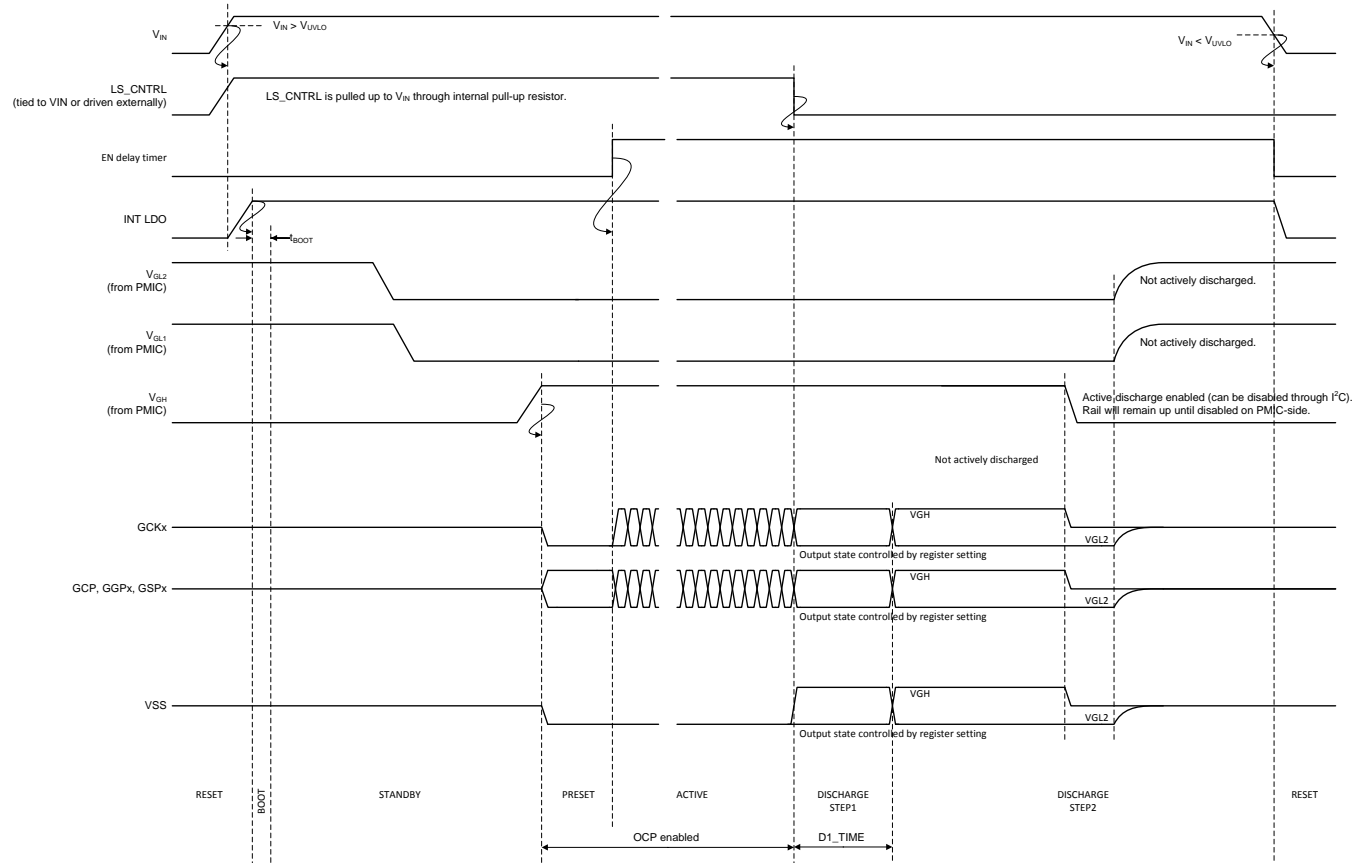 VIN
VIN > VUVLO
VIN < VUVLO
LS_CNTRL
(tied to VIN or driven externally)
LS_CNTRL is pulled up to VIN through internal pull-up resistor.
EN delay timer
INT LDO
tBOOT
VGL2
(from PMIC)
Not actively discharged.
VGL1
(from PMIC)
Not actively discharged.
VGH
(from PMIC)
Active discharge enabled (can be disabled through I²C).
Rail will remain up until disabled on PMIC-side.
Not actively discharged
GCKx
VGH
VGL2
Output state controlled by register setting
GCP, GGPx, GSPx
VGH
VGL2
Output state controlled by register setting
VSS
VGH
VGL2
Output state controlled by register setting
RESET
BOOT
STANDBY
PRESET
ACTIVE
DISCHARGE
STEP1
DISCHARGE
STEP2
RESET
OCP enabled
D1_TIME